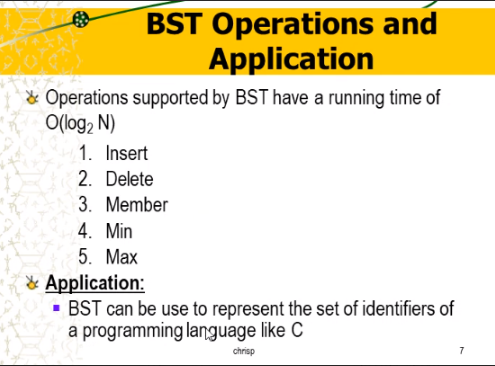 BST Operations and
Application
Operations supported by BST have a running time of
O(log₂ N)
1. Insert
2. Delete
3. Member
4. Min
5. Max
Application:
BST can be use to represent the set of identifiers of
a programming language like C
chrisp 7